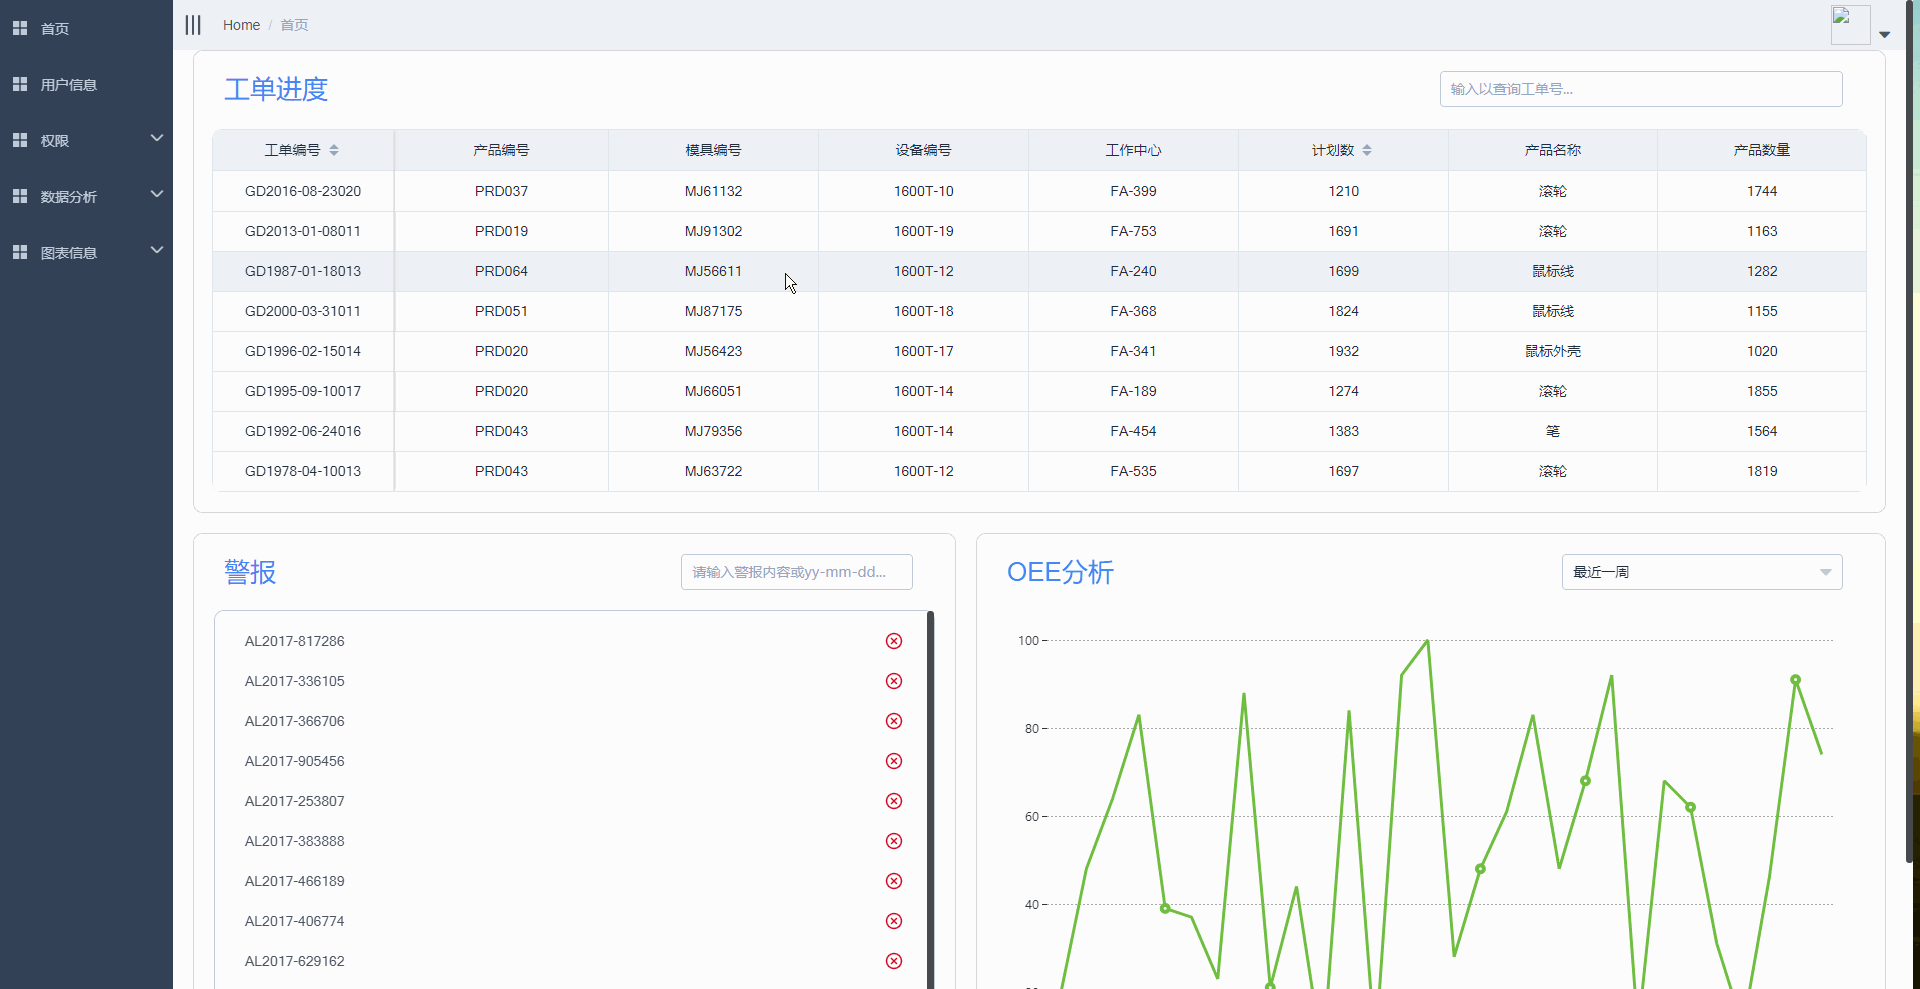 首页
用户信息
权限
数据分析
图表信息
Home / 首页
工单进度
输入以查询工单号...
工单编号 产品编号 模具编号 设备编号 工作中心 计划数 产品名称 产品数量
GD2016-08-23020 PRD037 MJ61132 1600T-10 FA-399 1210 滚轮 1744
GD2013-01-08011 PRD019 MJ91302 1600T-19 FA-753 1691 滚轮 1163
GD1987-01-18013 PRD064 MJ56611 1600T-12 FA-240 1699 鼠标线 1282
GD2000-03-31011 PRD051 MJ87175 1600T-18 FA-368 1824 鼠标线 1155
GD1996-02-15014 PRD020 MJ56423 1600T-17 FA-341 1932 鼠标外壳 1020
GD1995-09-10017 PRD020 MJ66051 1600T-14 FA-189 1274 滚轮 1855
GD1992-06-24016 PRD043 MJ79356 1600T-14 FA-454 1383 笔 1564
GD1978-04-10013 PRD043 MJ63722 1600T-12 FA-535 1697 滚轮 1819
警报
请输入警报内容或yy-mm-dd...
AL2017-817286
AL2017-336105
AL2017-366706
AL2017-905456
AL2017-253807
AL2017-383888
AL2017-466189
AL2017-406774
AL2017-629162
OEE分析
最近一周
100
80
60
40